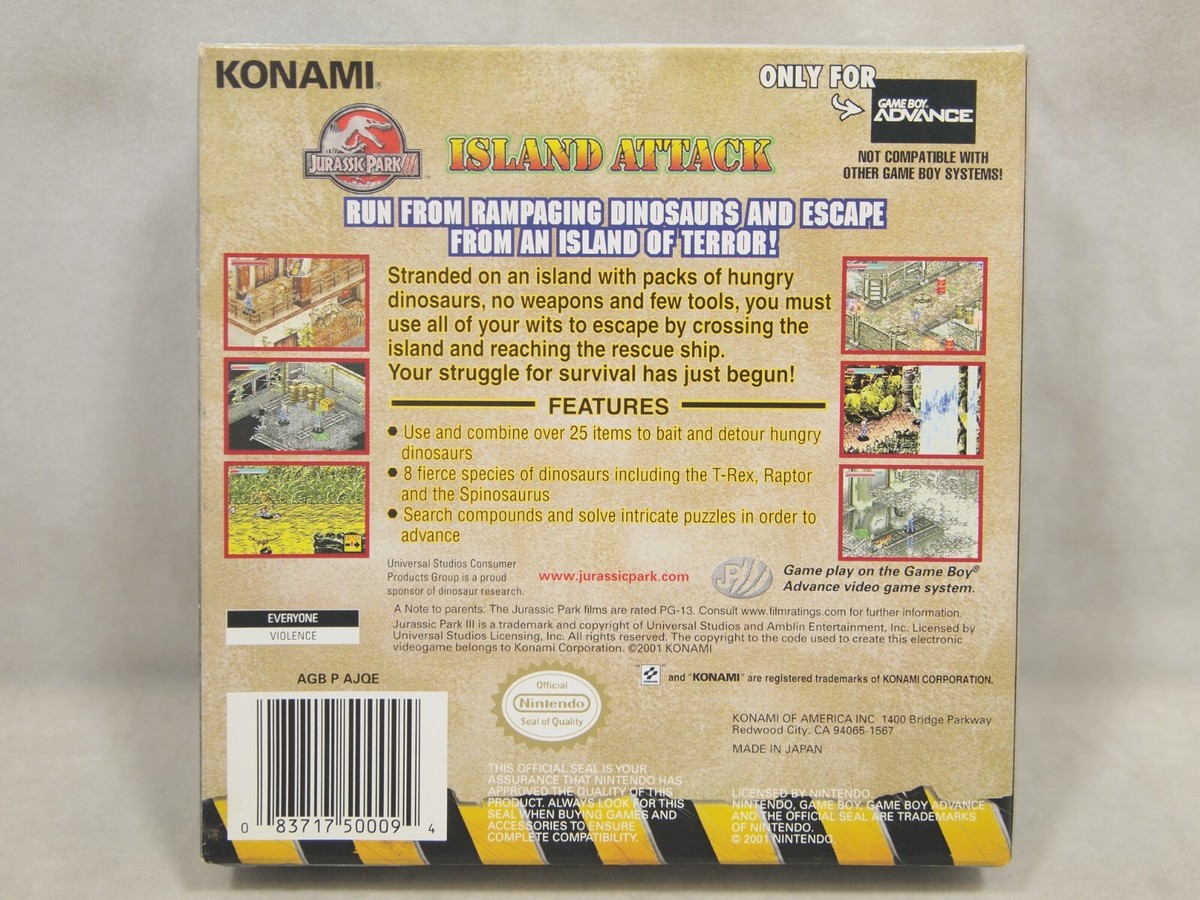 KONAMI®
ONLY FOR
GAME BOY
ADVANCE
NOT COMPATIBLE WITH
OTHER GAME BOY SYSTEMS!
JURASSIC PARK III™
ISLAND ATTACK
RUN FROM RAMPAGING DINOSAURS AND ESCAPE
FROM AN ISLAND OF TERROR!
Stranded on an island with packs of hungry
dinosaurs, no weapons and few tools, you must
use all of your wits to escape by crossing the
island and reaching the rescue ship.
Your struggle for survival has just begun!
FEATURES
• Use and combine over 25 items to bait and detour hungry
dinosaurs
• 8 fierce species of dinosaurs including the T-Rex, Raptor
and the Spinosaurus
• Search compounds and solve intricate puzzles in order to
advance
Universal Studios Consumer
Products Group is a proud
sponsor of dinosaur research.
www.jurassicpark.com
Game play on the Game Boy®
Advance video game system.
A Note to parents: The Jurassic Park films are rated PG-13. Consult www.filmratings.com for further information.
Jurassic Park III is a trademark and copyright of Universal Studios and Amblin Entertainment, Inc. Licensed by
Universal Studios Licensing, Inc. All rights reserved. The copyright to the code used to create this electronic
videogame belongs to Konami Corporation. ©2001 KONAMI
EVERYONE
VIOLENCE
AGB P AJQE
"KONAMI" and "KONAMI" are registered trademarks of KONAMI CORPORATION.
Official
Nintendo
Seal of Quality
KONAMI OF AMERICA INC 1400 Bridge Parkway
Redwood City. CA 94065-1567
MADE IN JAPAN
THIS OFFICIAL SEAL IS YOUR
ASSURANCE THAT NINTENDO HAS
APPROVED THE QUALITY OF THIS
PRODUCT. ALWAYS LOOK FOR THIS
SEAL WHEN BUYING GAMES AND
ACCESSORIES TO ENSURE
COMPLETE COMPATIBILITY.
LICENSED BY NINTENDO.
NINTENDO, GAME BOY, GAME BOY ADVANCE
AND THE OFFICIAL SEAL ARE TRADEMARKS
OF NINTENDO.
© 2001 NINTENDO.
0 83717 50009 4